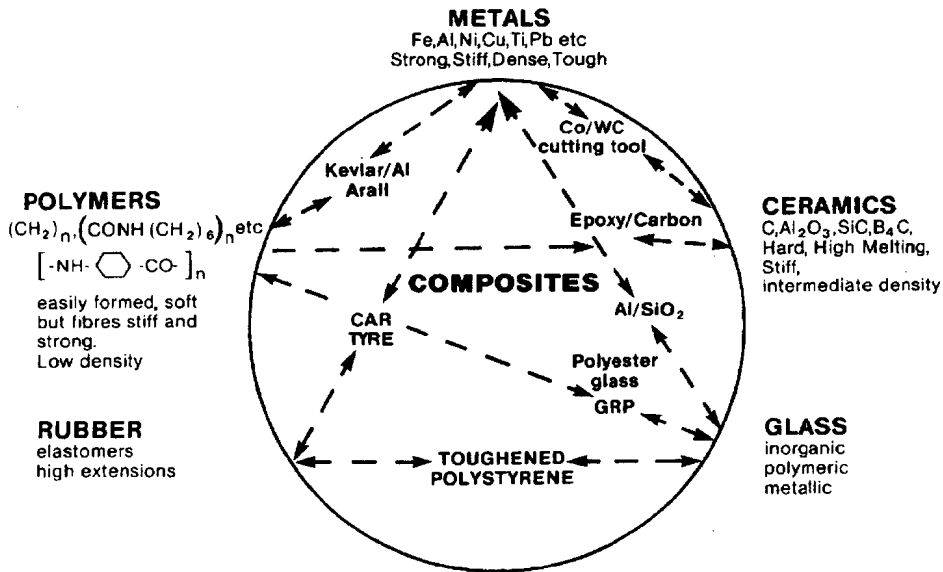 METALS
Fe,Al,Ni,Cu,Ti,Pb etc
Strong,Stiff,Dense,Tough
Co/WC
cutting tool
Kevlar/Al
Arall
POLYMERS
(CH₂)ₙ,(CONH(CH₂)₆)ₙetc
[-NH-⬡-CO-]ₙ
easily formed, soft
but fibres stiff and
strong.
Low density
Epoxy/Carbon
CERAMICS
C,Al₂O₃,SiC,B₄C,
Hard, High Melting,
Stiff,
intermediate density
COMPOSITES
CAR
TYRE
Al/SiO₂
Polyester
glass
GRP
RUBBER
elastomers
high extensions
TOUGHENED
POLYSTYRENE
GLASS
inorganic
polymeric
metallic